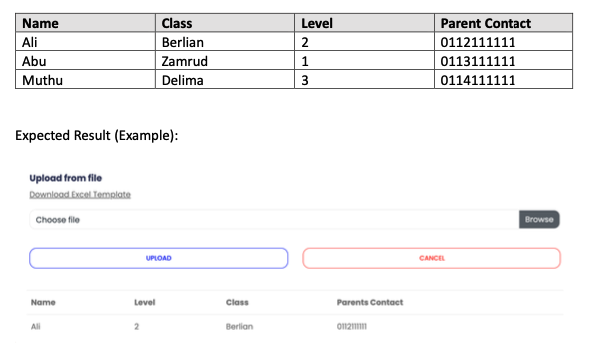 Name Class Level Parent Contact
Ali Berlian 2 0112111111
Abu Zamrud 1 0113111111
Muthu Delima 3 0114111111
Expected Result (Example):
Upload from file
Download Excel Template
Choose file Browse
UPLOAD CANCEL
Name Level Class Parents Contact
Ali 2 Berlian 0112111111